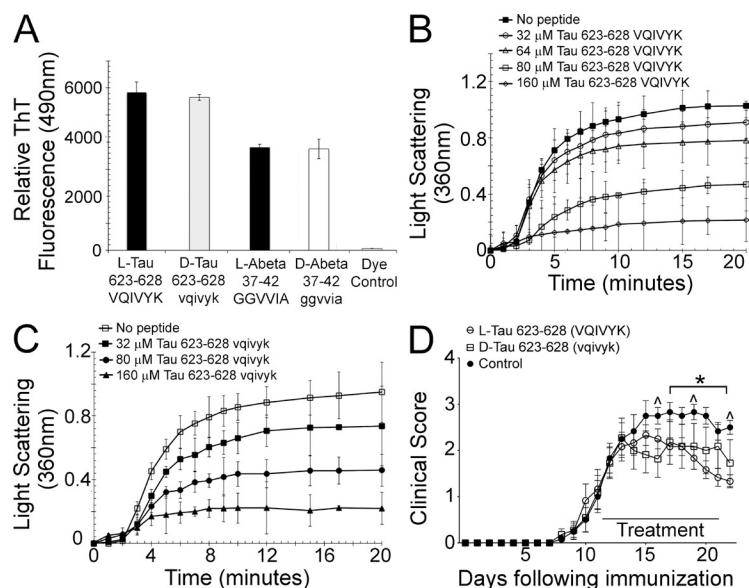 A
Relative ThT
Fluorescence (490nm)
6000
4000
2000
0
L-Tau
623-628
VQIVYK
D-Tau
623-628
vqivyk
L-Abeta
37-42
GGVVIA
D-Abeta
37-42
ggvvia
Dye
Control
B
No peptide
32 µM Tau 623-628 VQIVYK
64 µM Tau 623-628 VQIVYK
80 µM Tau 623-628 VQIVYK
160 µM Tau 623-628 VQIVYK
Light Scattering
(360nm)
1.2
0.8
0.4
0
0 5 10 15 20 21
Time (minutes)
C
No peptide
32 µM Tau 623-628 vqivyk
80 µM Tau 623-628 vqivyk
160 µM Tau 623-628 vqivyk
Light Scattering
(360nm)
1.2
0.8
0.4
0
0 4 8 12 16 20
Time (minutes)
D
L-Tau 623-628 (VQIVYK)
D-Tau 623-628 (vqivyk)
Control
Clinical Score
4
3
2
1
0
*
^ ^ ^
Treatment
0 5 10 15 20
Days following immunization